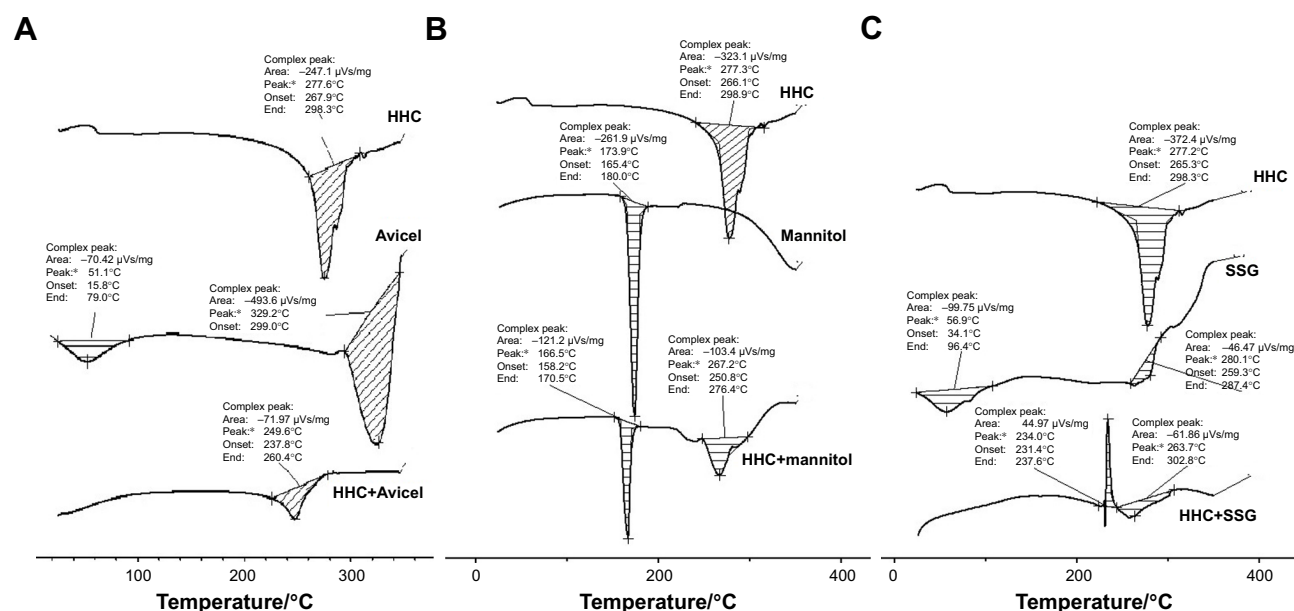 A
Complex peak:
Area: –247.1 µVs/mg
Peak:* 277.6°C
Onset: 267.9°C
End: 298.3°C
HHC
Avicel
Complex peak:
Area: –70.42 µVs/mg
Peak:* 51.1°C
Onset: 15.8°C
End: 79.0°C
Complex peak:
Area: –493.6 µVs/mg
Peak:* 329.2°C
Onset: 299.0°C
Complex peak:
Area: –71.97 µVs/mg
Peak:* 249.6°C
Onset: 237.8°C
End: 260.4°C
HHC+Avicel
100
300
Temperature/°C
B
Complex peak:
Area: –323.1 µVs/mg
Peak:* 277.3°C
Onset: 266.1°C
End: 298.9°C
HHC
Complex peak:
Area: –261.9 µVs/mg
Peak:* 173.9°C
Onset: 165.4°C
End: 180.0°C
Mannitol
Complex peak:
Area: –121.2 µVs/mg
Peak:* 166.5°C
Onset: 158.2°C
End: 170.5°C
Complex peak:
Area: –103.4 µVs/mg
Peak:* 267.2°C
Onset: 250.8°C
End: 276.4°C
HHC+mannitol
0
200
400
Temperature/°C
C
Complex peak:
Area: –372.4 µVs/mg
Peak:* 277.2°C
Onset: 265.3°C
End: 298.3°C
HHC
SSG
Complex peak:
Area: –99.75 µVs/mg
Peak:* 56.9°C
Onset: 34.1°C
End: 96.4°C
Complex peak:
Area: –46.47 µVs/mg
Peak:* 280.1°C
Onset: 259.3°C
End: 287.4°C
Complex peak:
Area: 44.97 µVs/mg
Peak:* 234.0°C
Onset: 231.4°C
End: 237.6°C
Complex peak:
Area: –61.86 µVs/mg
Peak:* 263.7°C
End: 302.8°C
HHC+SSG
0
200
400
Temperature/°C